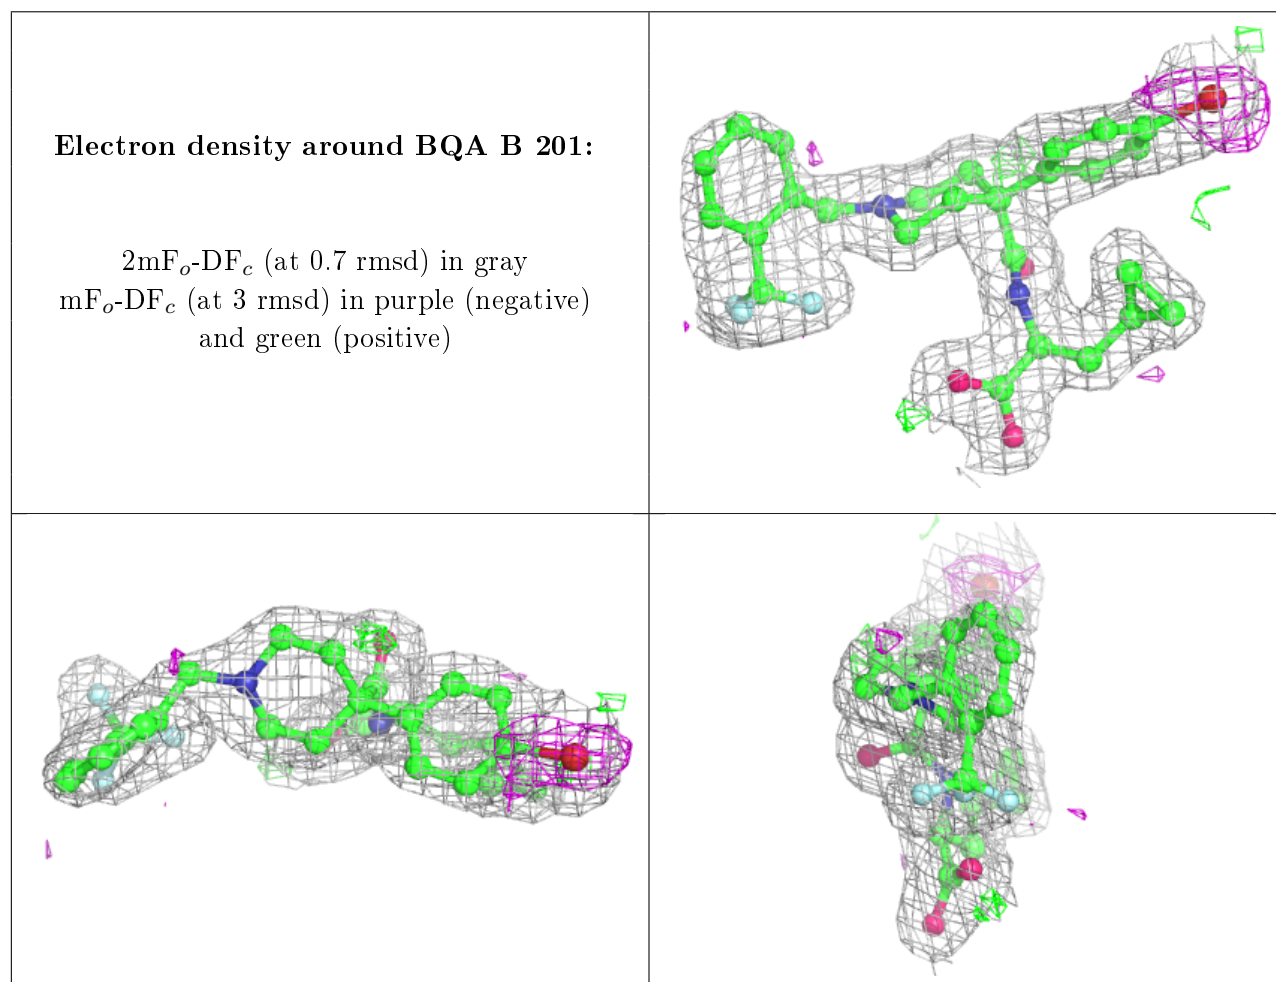 Electron density around BQA B 201:
2mFo-DFc (at 0.7 rmsd) in gray
mFo-DFc (at 3 rmsd) in purple (negative)
and green (positive)